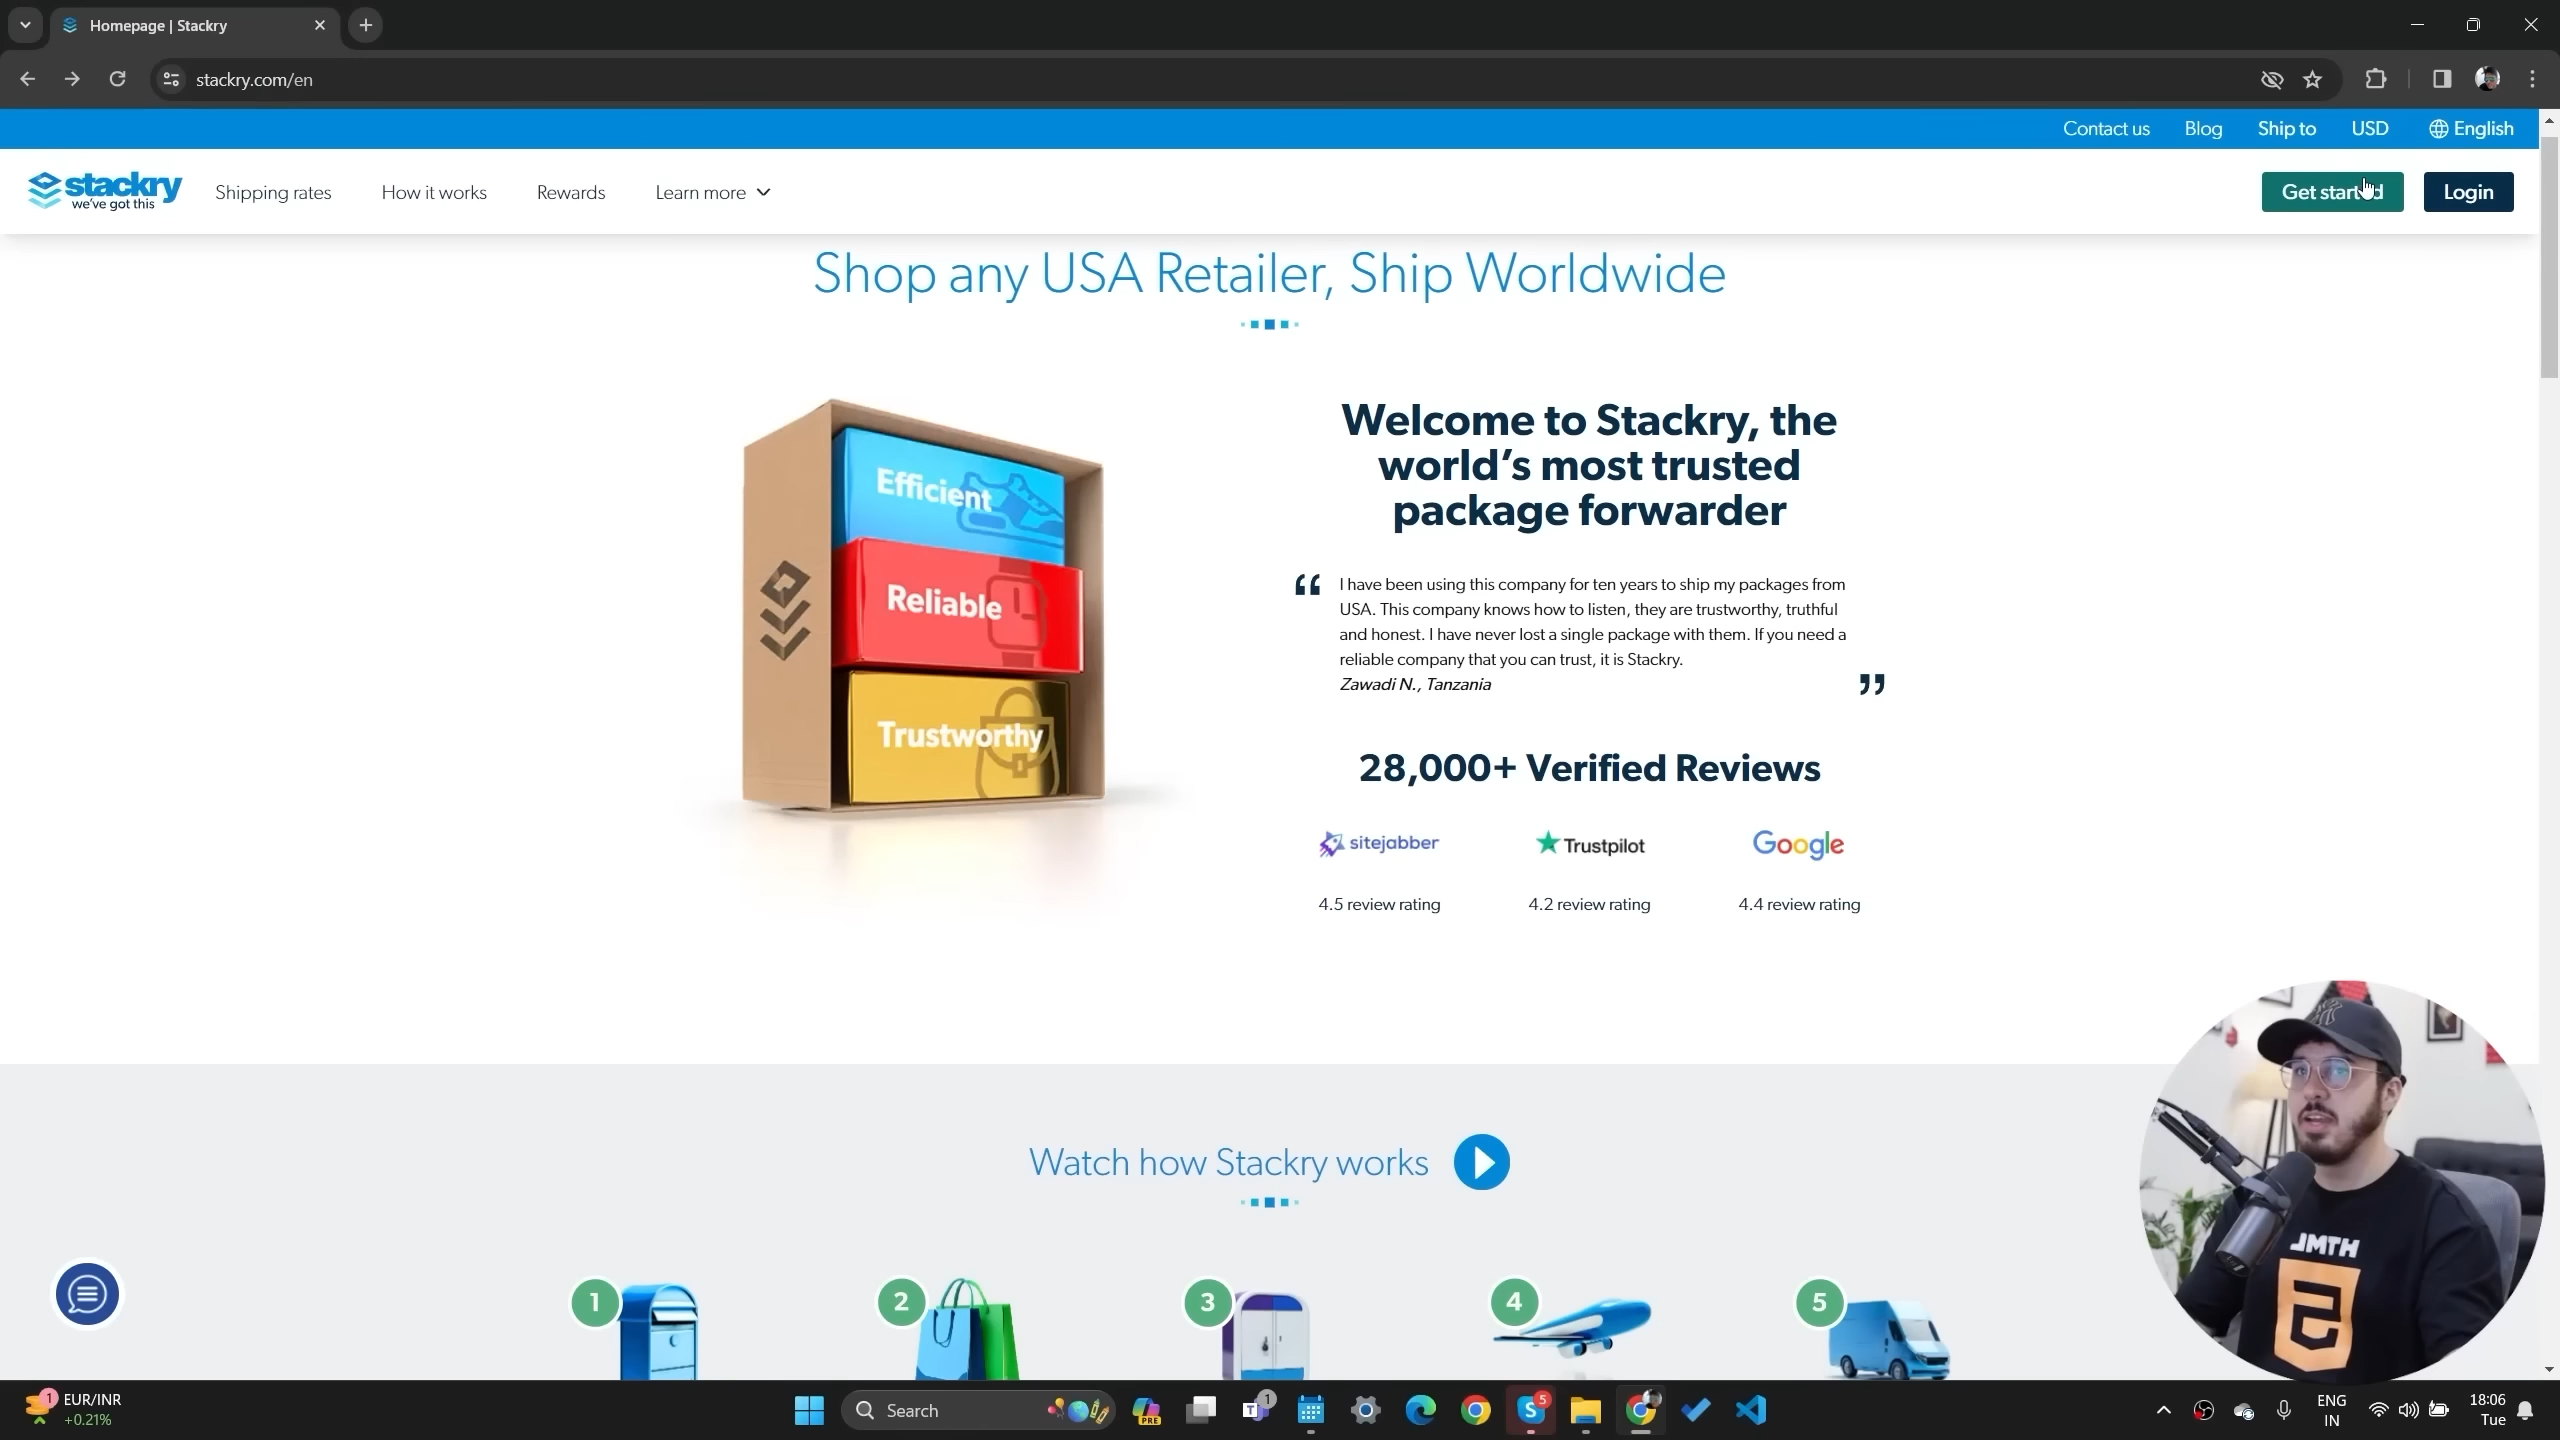 Homepage | Stackry
stackry.com/en
Contact us Blog Ship to USD English
stackry
we've got this
Shipping rates How it works Rewards Learn more
Get started Login
Shop any USA Retailer, Ship Worldwide
Efficient
Reliable
Trustworthy
Welcome to Stackry, the
world's most trusted
package forwarder
“ I have been using this company for ten years to ship my packages from
USA. This company knows how to listen, they are trustworthy, truthful
and honest. I have never lost a single package with them. If you need a
reliable company that you can trust, it is Stackry.
Zawadi N., Tanzania ”
28,000+ Verified Reviews
sitejabber Trustpilot Google
4.5 review rating 4.2 review rating 4.4 review rating
Watch how Stackry works
1 2 3 4 5
HTML
5
1
EUR/INR
+0.21%
Search
PRE
1
5
ENG
IN
18:06
Tue